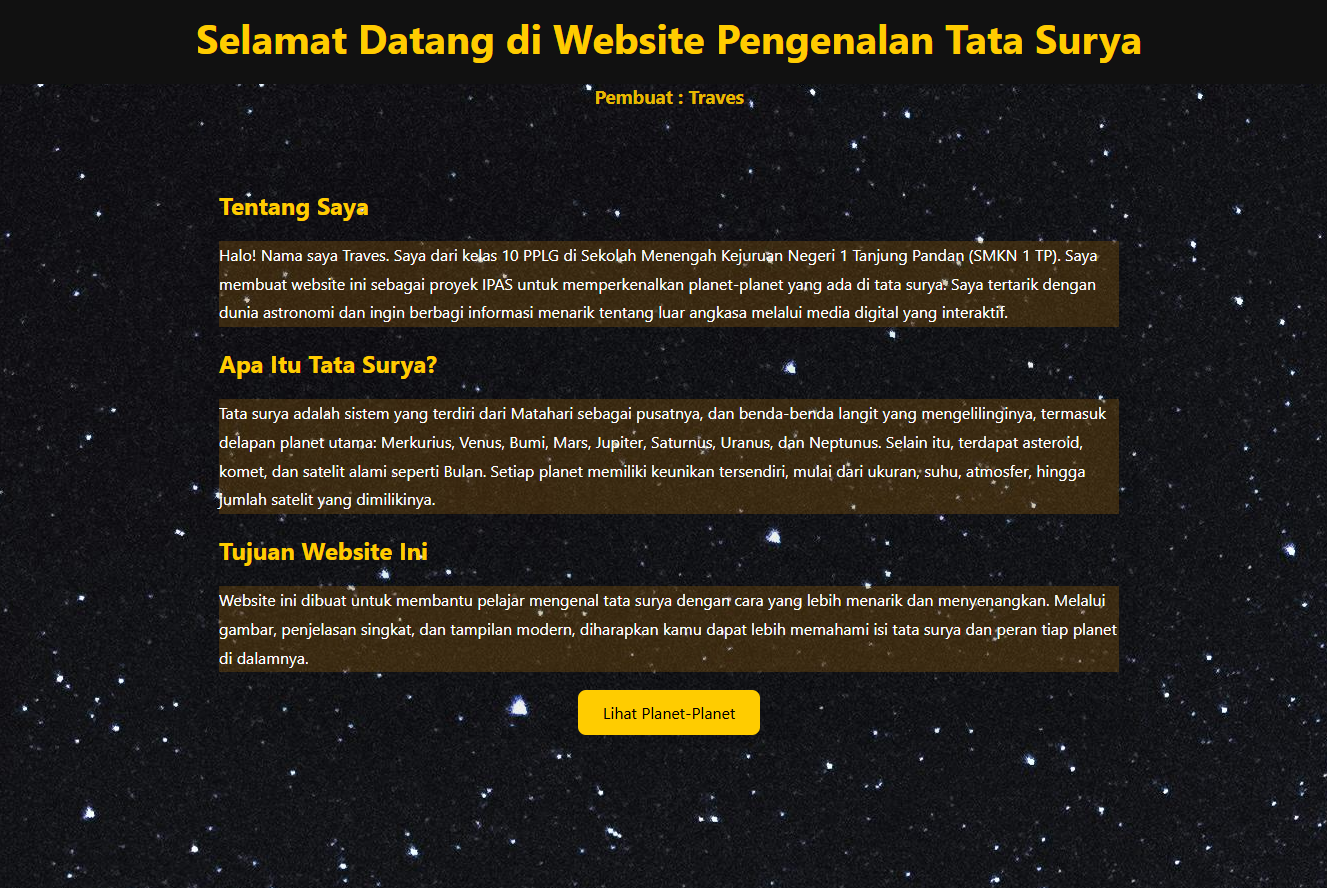 Selamat Datang di Website Pengenalan Tata Surya
Pembuat : Traves
Tentang Saya
Halo! Nama saya Traves. Saya dari kelas 10 PPLG di Sekolah Menengah Kejuruan Negeri 1 Tanjung Pandan (SMKN 1 TP). Saya
membuat website ini sebagai proyek IPAS untuk memperkenalkan planet-planet yang ada di tata surya. Saya tertarik dengan
dunia astronomi dan ingin berbagi informasi menarik tentang luar angkasa melalui media digital yang interaktif.
Apa Itu Tata Surya?
Tata surya adalah sistem yang terdiri dari Matahari sebagai pusatnya, dan benda-benda langit yang mengelilinginya, termasuk
delapan planet utama: Merkurius, Venus, Bumi, Mars, Jupiter, Saturnus, Uranus, dan Neptunus. Selain itu, terdapat asteroid,
komet, dan satelit alami seperti Bulan. Setiap planet memiliki keunikan tersendiri, mulai dari ukuran, suhu, atmosfer, hingga
jumlah satelit yang dimilikinya.
Tujuan Website Ini
Website ini dibuat untuk membantu pelajar mengenal tata surya dengan cara yang lebih menarik dan menyenangkan. Melalui
gambar, penjelasan singkat, dan tampilan modern, diharapkan kamu dapat lebih memahami isi tata surya dan peran tiap planet
di dalamnya.
Lihat Planet-Planet